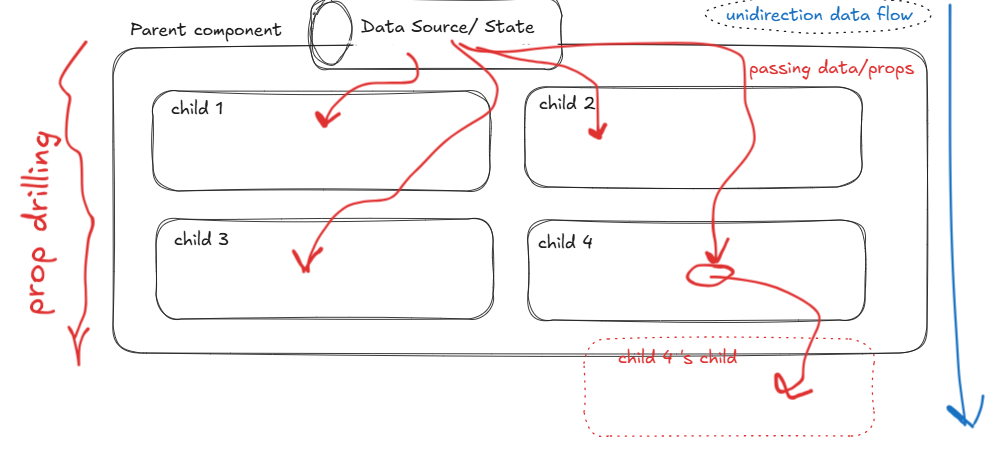 unidirection data flow
Parent component
Data Source/ State
passing data/props
child 1
child 2
prop drilling
child 3
child 4
child 4 's child